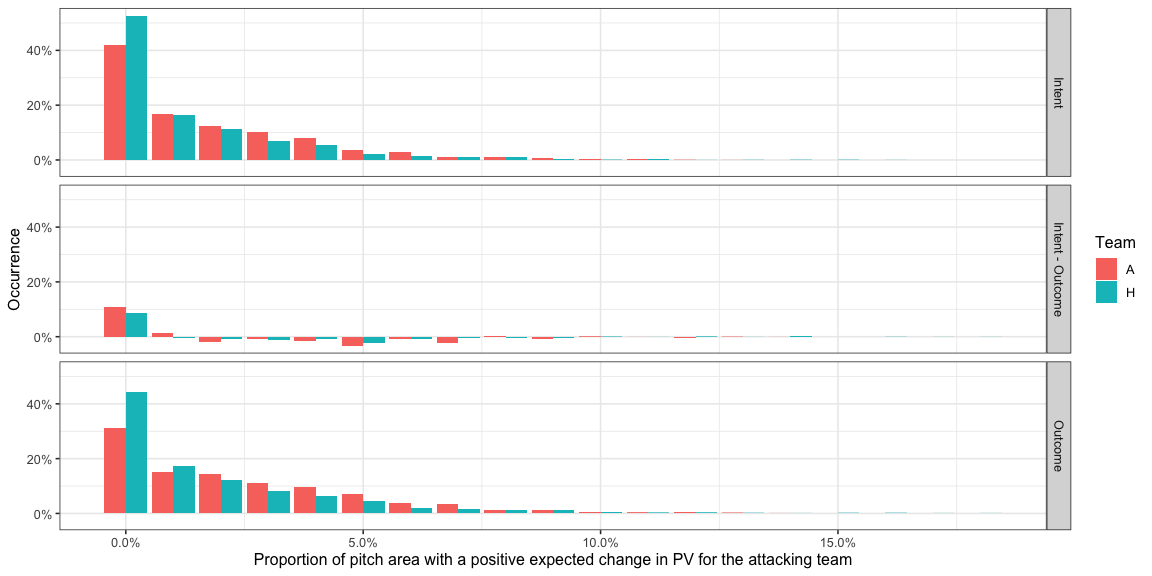 Occurrence
40%
20%
0%
Intent
40%
20%
0%
Intent - Outcome
40%
20%
0%
Outcome
0.0%
5.0%
10.0%
15.0%
Proportion of pitch area with a positive expected change in PV for the attacking team
Team
A
H